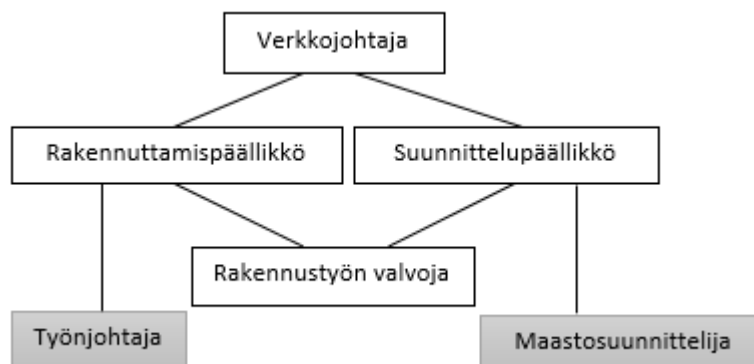 Verkkojohtaja
Rakennuttamispäällikkö
Suunnittelupäällikkö
Rakennustyön valvoja
Työnjohtaja
Maastosuunnittelija